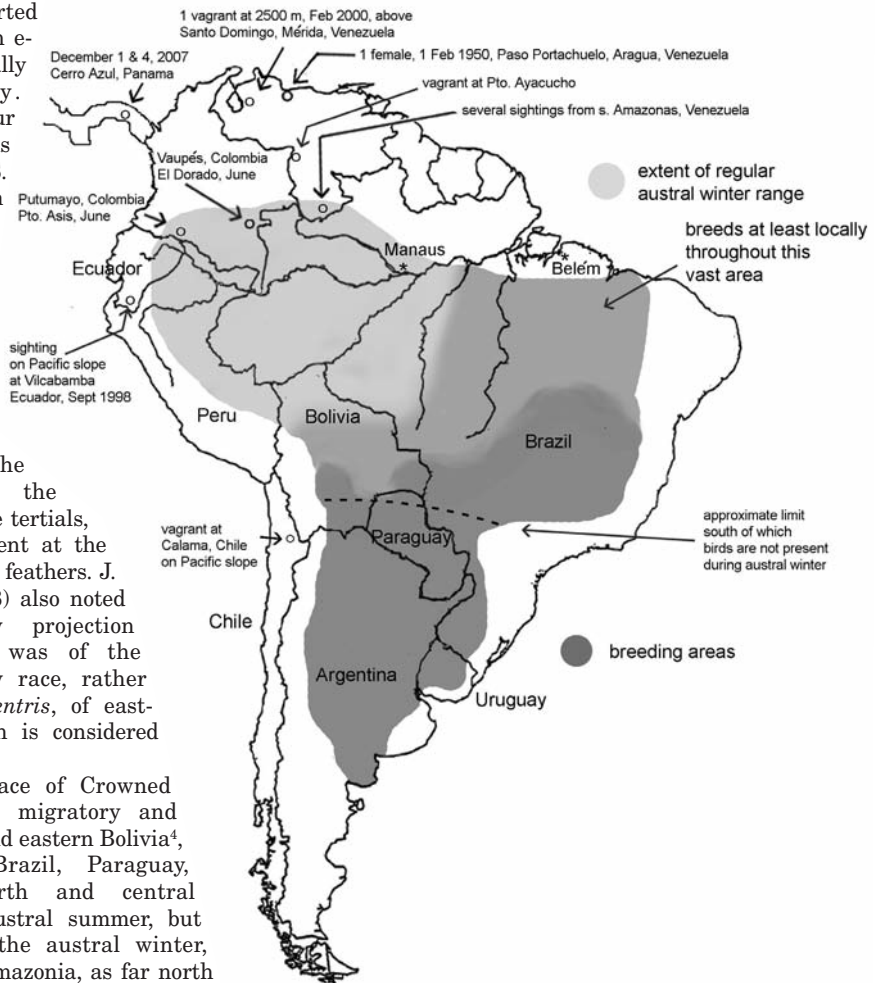 rted
n e-
ally
y.
ur
s
1 vagrant at 2500 m, Feb 2000, above
Santo Domingo, Mérida, Venezuela
December 1 & 4, 2007
Cerro Azul, Panama
1 female, 1 Feb 1950, Paso Portachuelo, Aragua, Venezuela
vagrant at Pto. Ayacucho
several sightings from s. Amazonas, Venezuela
Vaupés, Colombia
El Dorado, June
Putumayo, Colombia
Pto. Asis, June
extent of regular
austral winter range
breeds at least locally
throughout this
vast area
Manaus
*
Belém
*
Ecuador
sighting
on Pacific slope
at Vilcabamba
Ecuador, Sept 1998
Peru
Bolivia
Brazil
approximate limit
south of which
birds are not present
during austral winter
vagrant at
Calama, Chile
on Pacific slope
Paraguay
Chile
Argentina
breeding areas
Uruguay
he
the
e tertials,
ent at the
feathers. J.
) also noted
projection
was of the
race, rather
entris, of east-
is considered
ace of Crowned
migratory and
d eastern Bolivia⁴,
Brazil, Paraguay,
rth and central
ustral summer, but
the austral winter,
mazonia, as far north